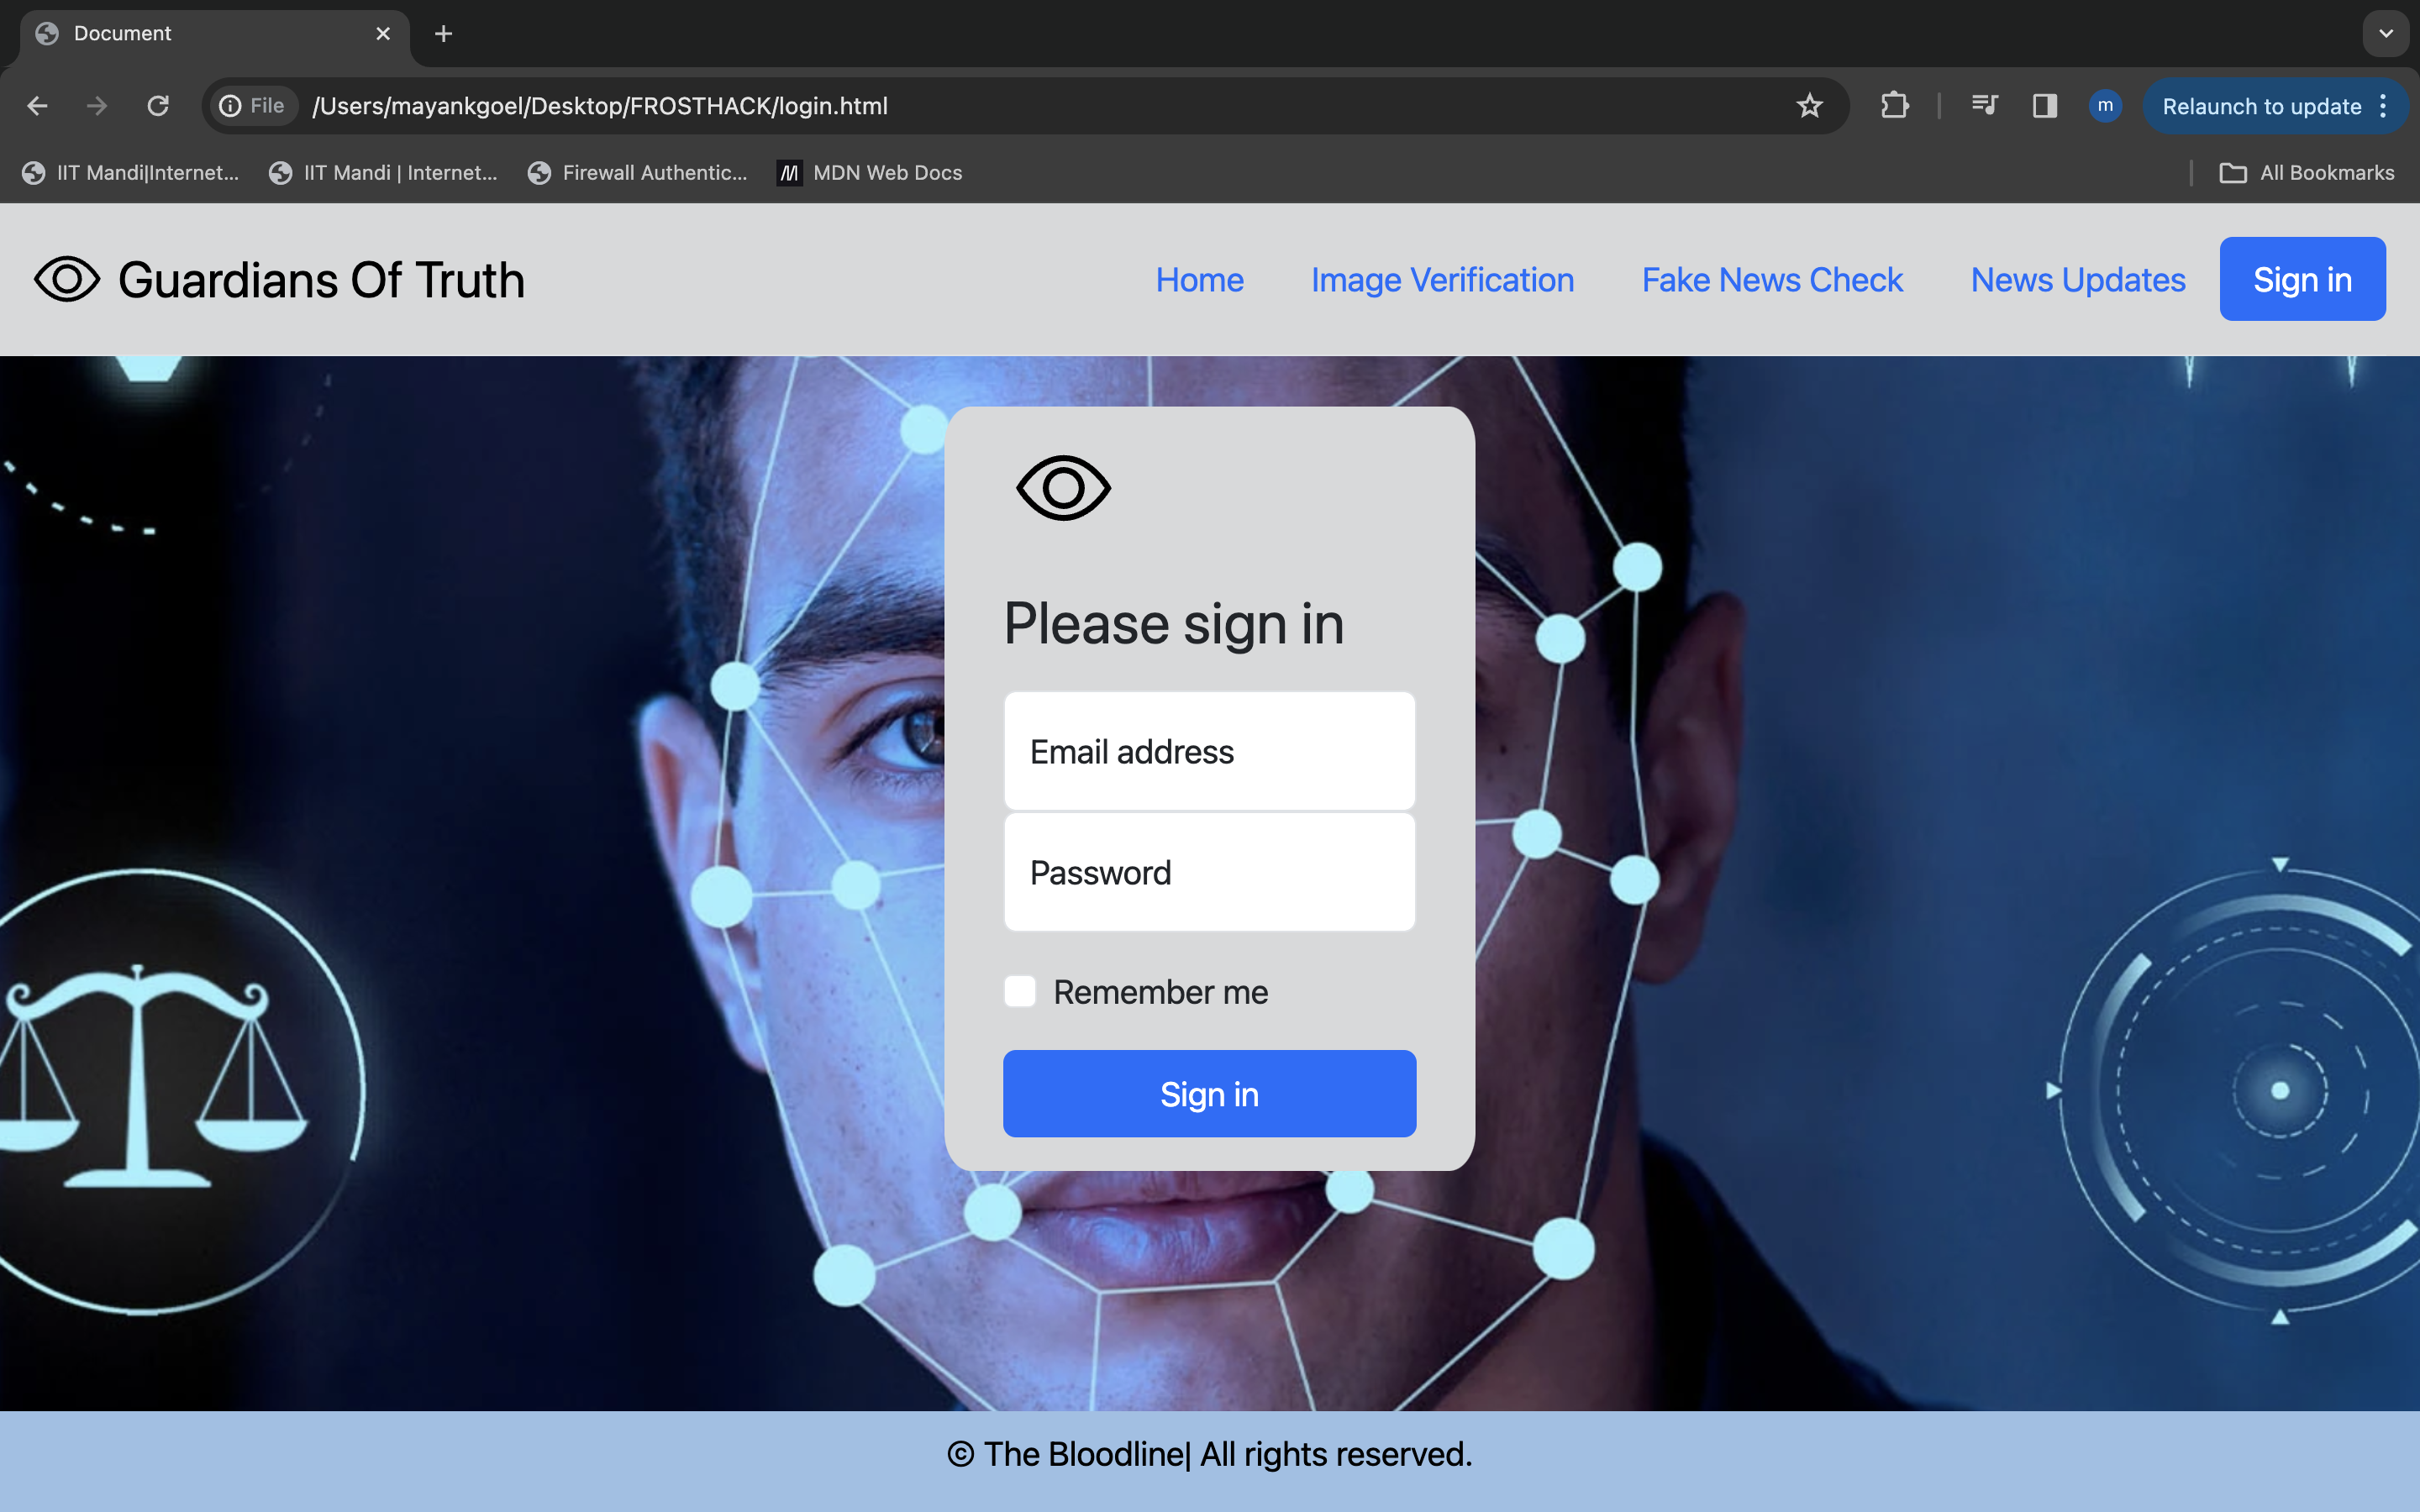 Document
File /Users/mayankgoel/Desktop/FROSTHACK/login.html
m
Relaunch to update
IIT Mandi|Internet...
IIT Mandi | Internet...
Firewall Authentic...
MDN Web Docs
All Bookmarks
Guardians Of Truth
Home
Image Verification
Fake News Check
News Updates
Sign in
Please sign in
Email address
Password
Remember me
Sign in
© The Bloodline| All rights reserved.